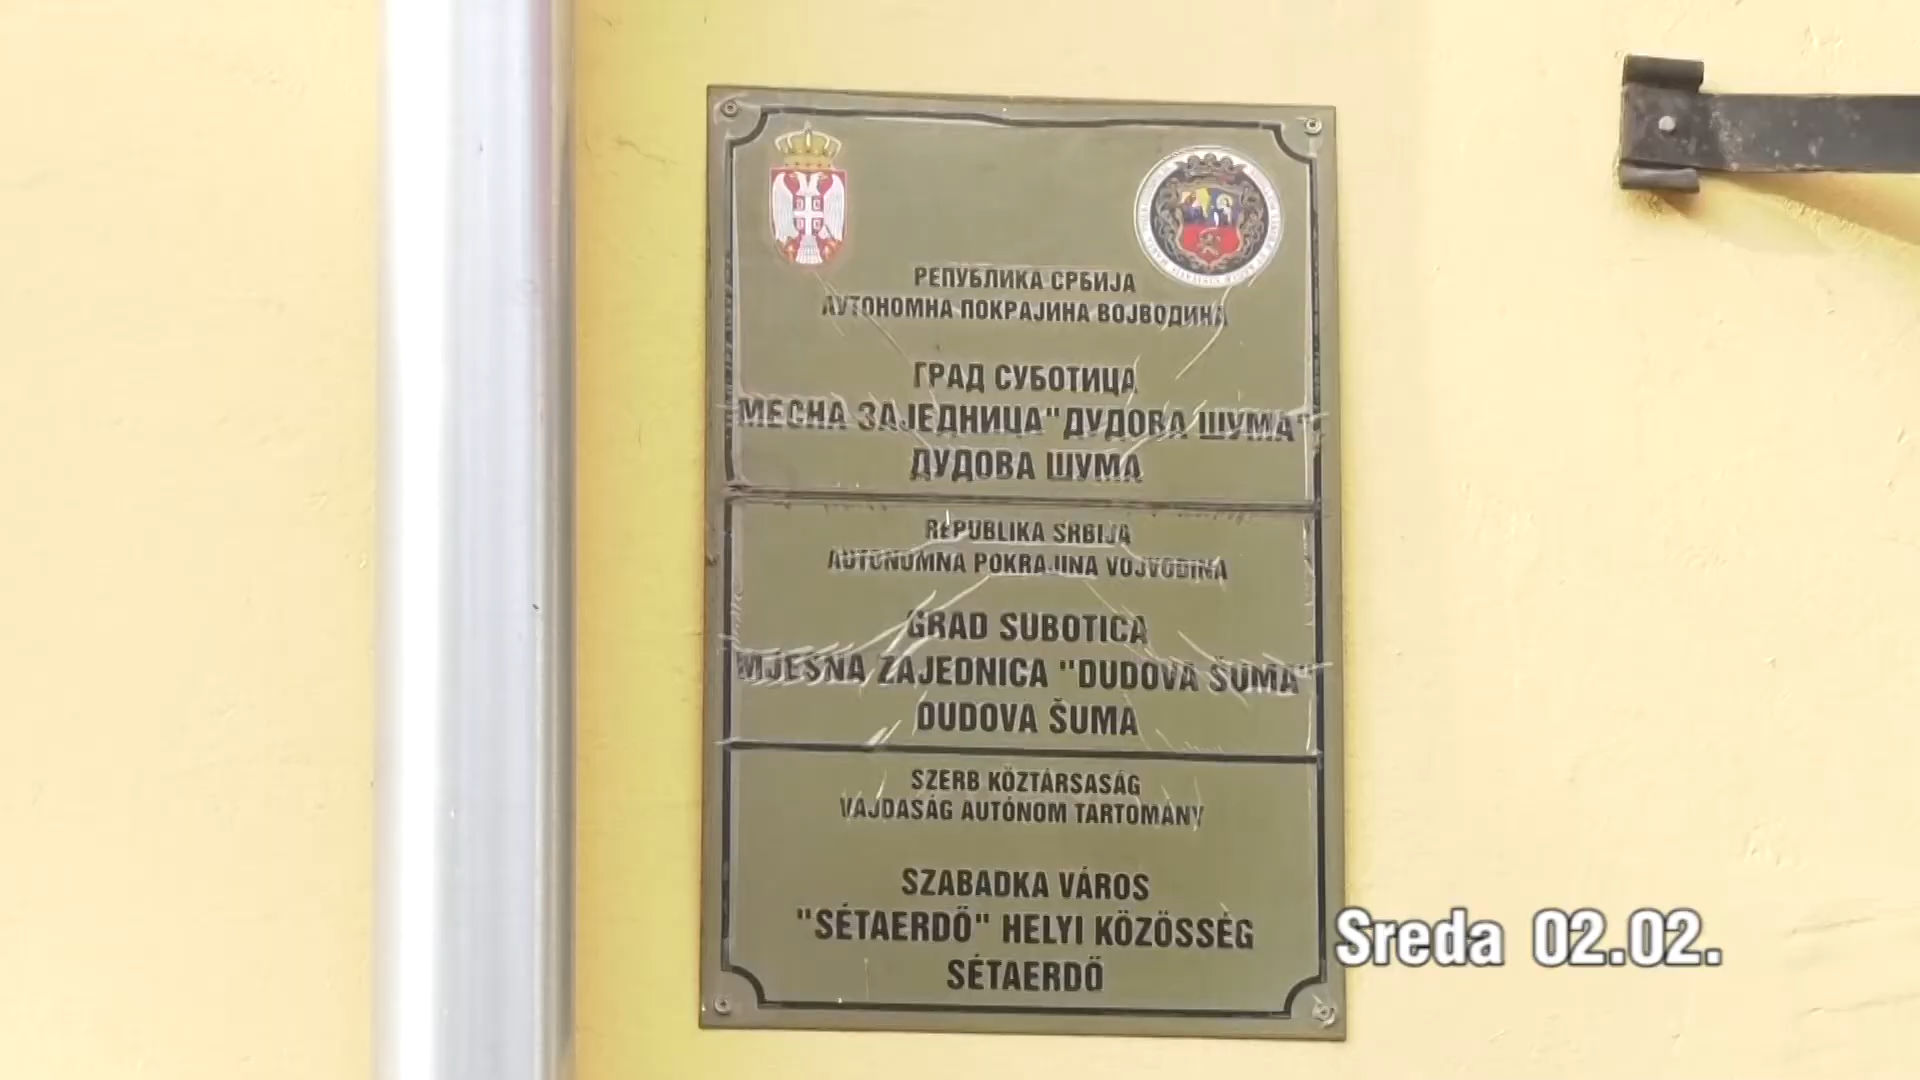 РЕПУБЛИКА СРБИЈА
АУТОНОМНА ПОКРАЈИНА ВОЈВОДИНА
ГРАД СУБОТИЦА
МЕСНА ЗАЈЕДНИЦА "ДУДОВА ШУМА"
ДУДОВА ШУМА
REPUBLIKA SRBIJA
AUTONOMNA POKRAJINA VOJVODINA
GRAD SUBOTICA
MJESNA ZAJEDNICA "DUDOVA ŠUMA"
DUDOVA ŠUMA
SZERB KÖZTÁRSASÁG
VAJDASÁG AUTÓNOM TARTOMÁNY
SZABADKA VÁROS
"SÉTAERDŐ" HELYI KÖZÖSSÉG
SÉTAERDŐ
Sreda 02.02.